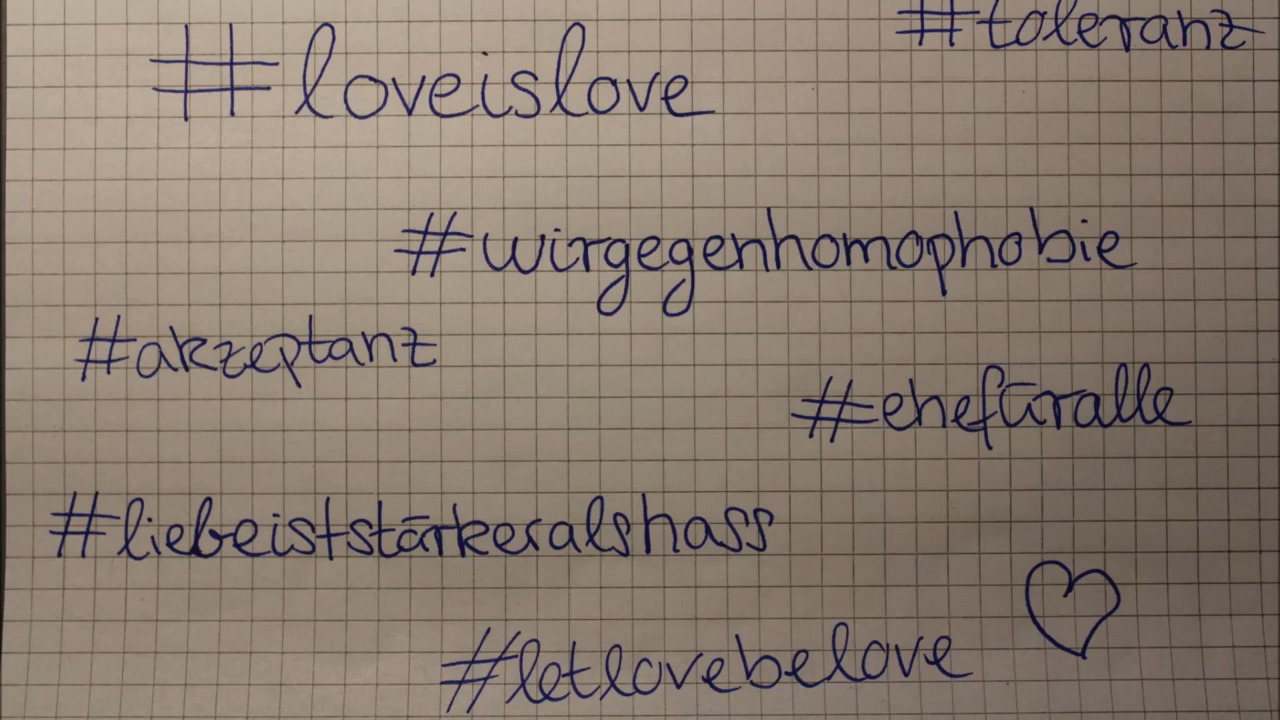 #toleranz
#loveislove
#wirgegenhomophobie
#akzeptanz
#ehefüralle
#liebeiststärkeralshass
#letlovebelove